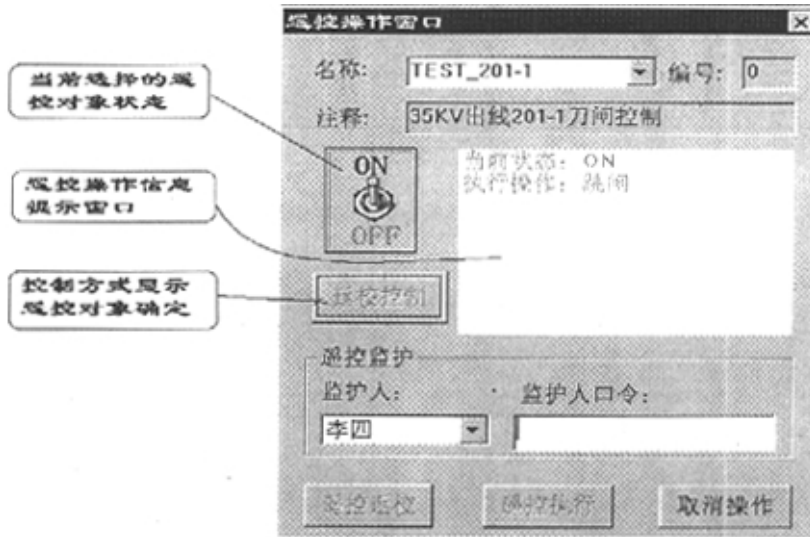 遥控操作窗口
名称: TEST_201-1 编号: 0
注释: 35KV出线201-1刀闸控制
当前选择的遥
控对象状态
ON
OFF
当前状态: ON
执行操作: 跳闸
遥控操作信息
提示窗口
控制方式显示
遥控对象确定
遥控控制
遥控监护
监护人: 监护人口令:
李四
遥控返校 遥控执行 取消操作